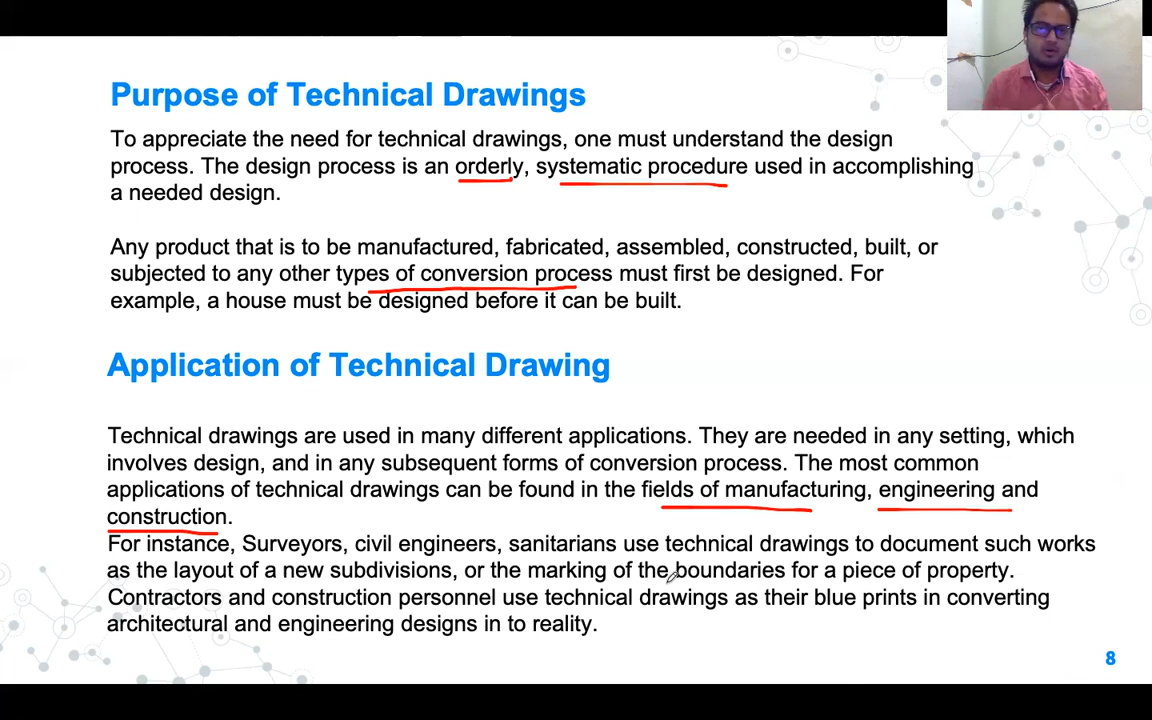 Purpose of Technical Drawings
To appreciate the need for technical drawings, one must understand the design
process. The design process is an orderly, systematic procedure used in accomplishing
a needed design.
Any product that is to be manufactured, fabricated, assembled, constructed, built, or
subjected to any other types of conversion process must first be designed. For
example, a house must be designed before it can be built.
Application of Technical Drawing
Technical drawings are used in many different applications. They are needed in any setting, which
involves design, and in any subsequent forms of conversion process. The most common
applications of technical drawings can be found in the fields of manufacturing, engineering and
construction.
For instance, Surveyors, civil engineers, sanitarians use technical drawings to document such works
as the layout of a new subdivisions, or the marking of the boundaries for a piece of property.
Contractors and construction personnel use technical drawings as their blue prints in converting
architectural and engineering designs in to reality.
8